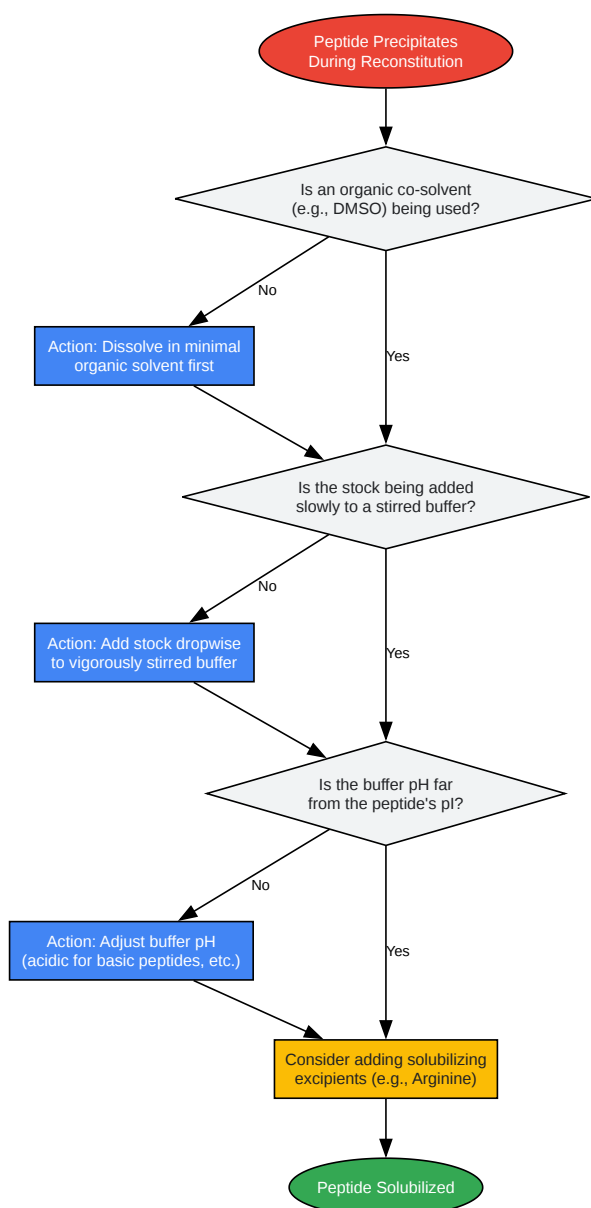 Peptide Precipitates
During Reconstitution
Is an organic co-solvent
(e.g., DMSO) being used?
No
Action: Dissolve in minimal
organic solvent first
Yes
Is the stock being added
slowly to a stirred buffer?
No
Action: Add stock dropwise
to vigorously stirred buffer
Yes
Is the buffer pH far
from the peptide's pI?
No
Action: Adjust buffer pH
(acidic for basic peptides, etc.)
Yes
Consider adding solubilizing
excipients (e.g., Arginine)
Peptide Solubilized